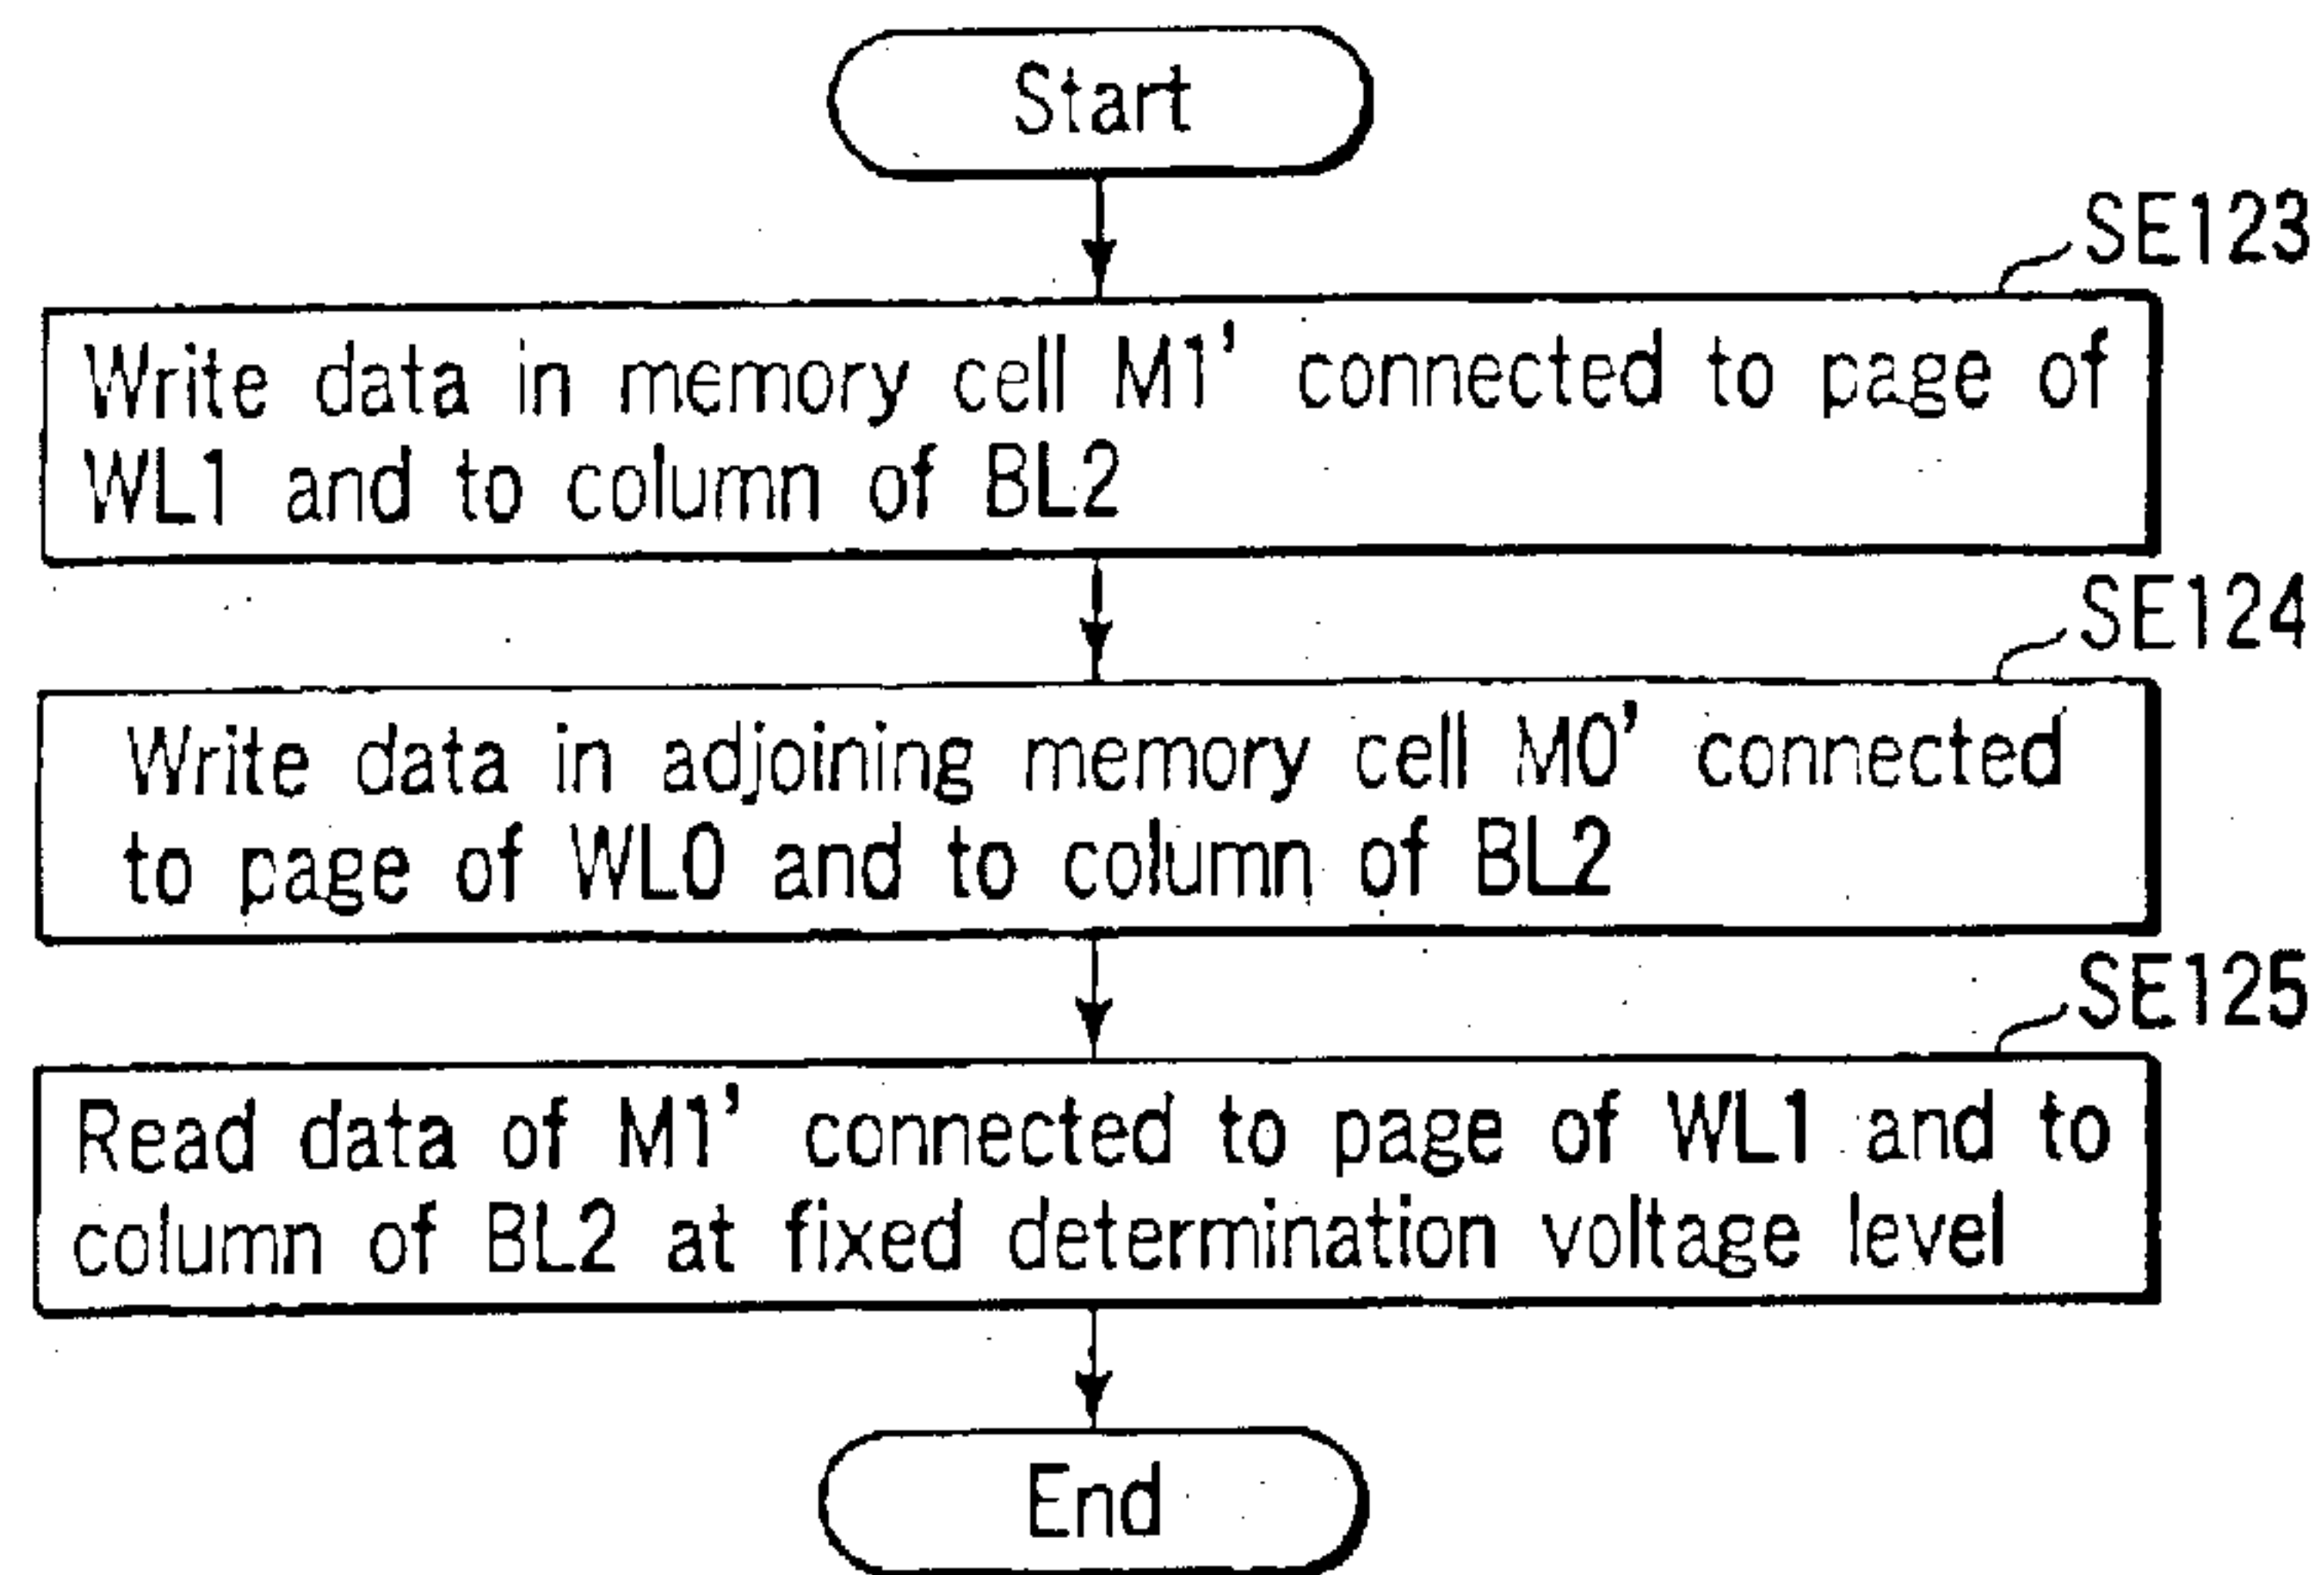 Start
SE123
Write data in memory cell M1' connected to page of
WL1 and to column of BL2
SE124
Write data in adjoining memory cell M0' connected
to page of WL0 and to column of BL2
SE125
Read data of M1' connected to page of WL1 and to
column of BL2 at fixed determination voltage level
End